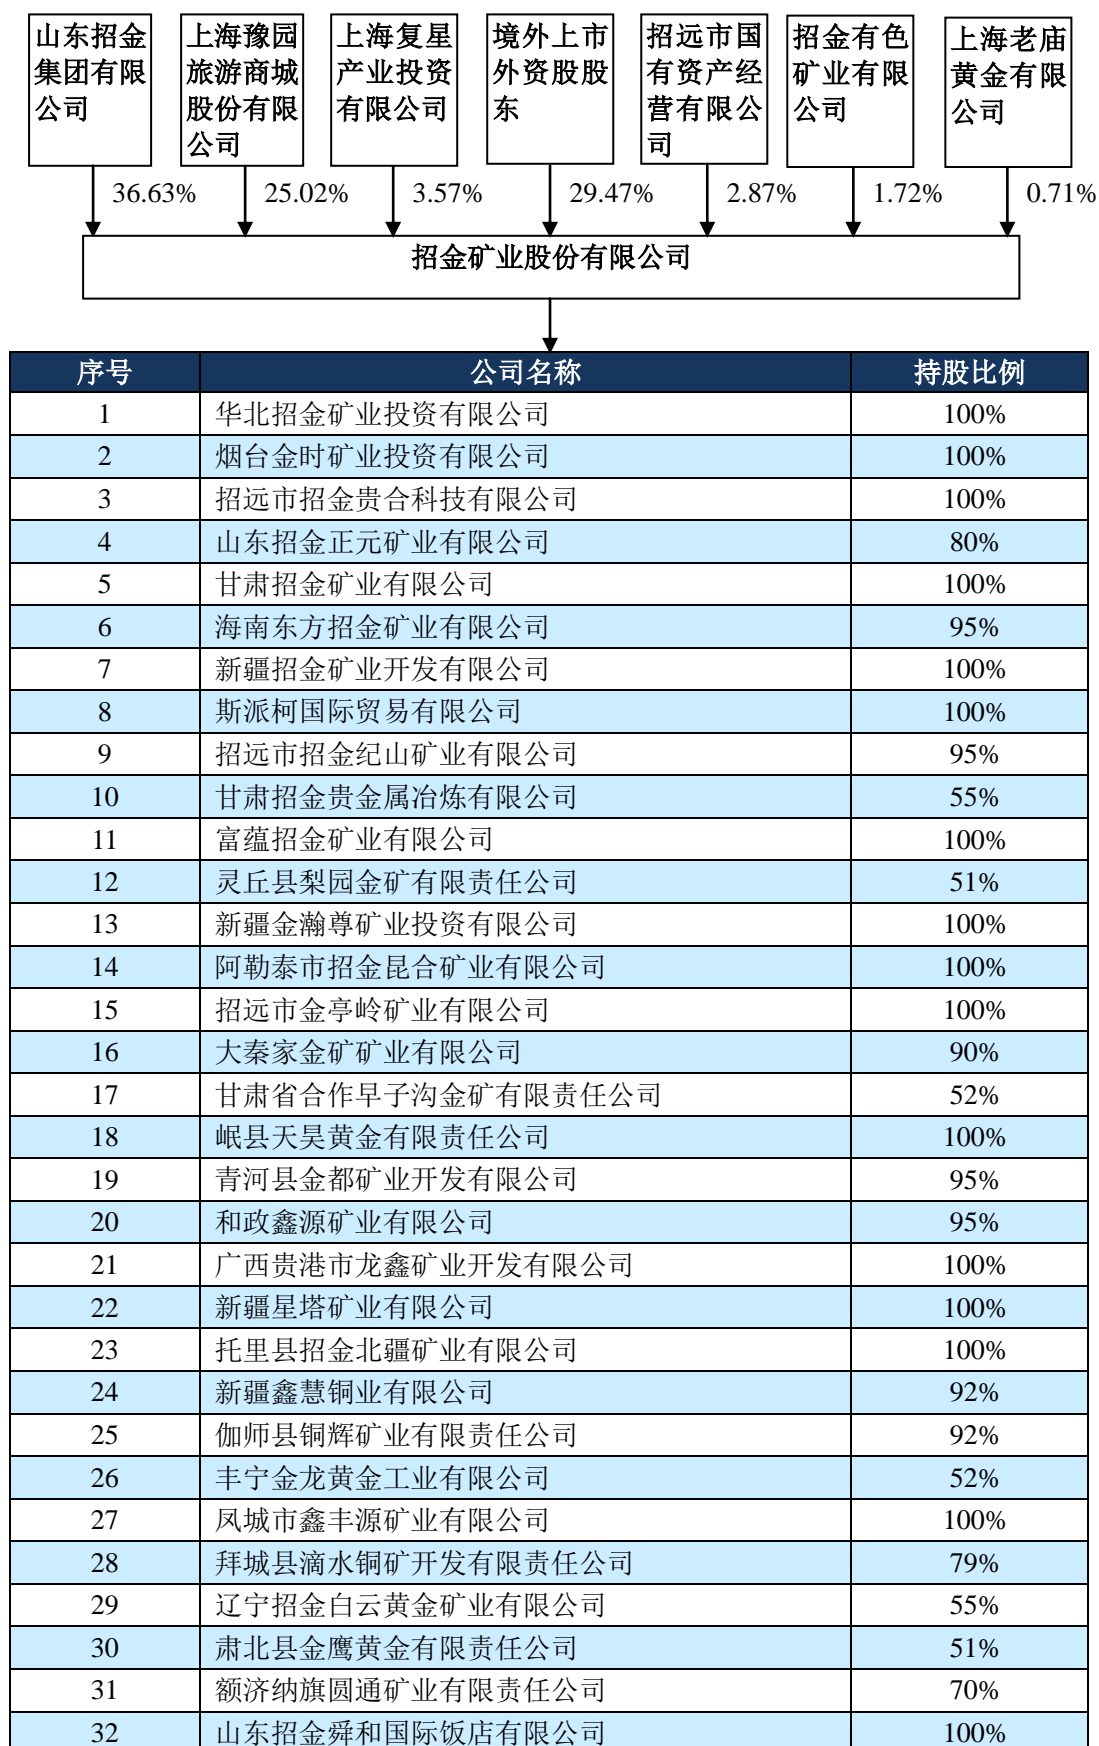 山东招金
集团有限
公司
上海豫园
旅游商城
股份有限
公司
上海复星
产业投资
有限公司
境外上市
外资股股
东
招远市国
有资产经
营有限公
司
招金有色
矿业有限
公司
上海老庙
黄金有限
公司
36.63% 25.02% 3.57% 29.47% 2.87% 1.72% 0.71%
招金矿业股份有限公司
序号 公司名称 持股比例
1 华北招金矿业投资有限公司 100%
2 烟台金时矿业投资有限公司 100%
3 招远市招金贵合科技有限公司 100%
4 山东招金正元矿业有限公司 80%
5 甘肃招金矿业有限公司 100%
6 海南东方招金矿业有限公司 95%
7 新疆招金矿业开发有限公司 100%
8 斯派柯国际贸易有限公司 100%
9 招远市招金纪山矿业有限公司 95%
10 甘肃招金贵金属冶炼有限公司 55%
11 富蕴招金矿业有限公司 100%
12 灵丘县梨园金矿有限责任公司 51%
13 新疆金瀚尊矿业投资有限公司 100%
14 阿勒泰市招金昆合矿业有限公司 100%
15 招远市金亭岭矿业有限公司 100%
16 大秦家金矿矿业有限公司 90%
17 甘肃省合作早子沟金矿有限责任公司 52%
18 岷县天昊黄金有限责任公司 100%
19 青河县金都矿业开发有限公司 95%
20 和政鑫源矿业有限公司 95%
21 广西贵港市龙鑫矿业开发有限公司 100%
22 新疆星塔矿业有限公司 100%
23 托里县招金北疆矿业有限公司 100%
24 新疆鑫慧铜业有限公司 92%
25 伽师县铜辉矿业有限责任公司 92%
26 丰宁金龙黄金工业有限公司 52%
27 凤城市鑫丰源矿业有限公司 100%
28 拜城县滴水铜矿开发有限责任公司 79%
29 辽宁招金白云黄金矿业有限公司 55%
30 肃北县金鹰黄金有限责任公司 51%
31 额济纳旗圆通矿业有限责任公司 70%
32 山东招金舜和国际饭店有限公司 100%